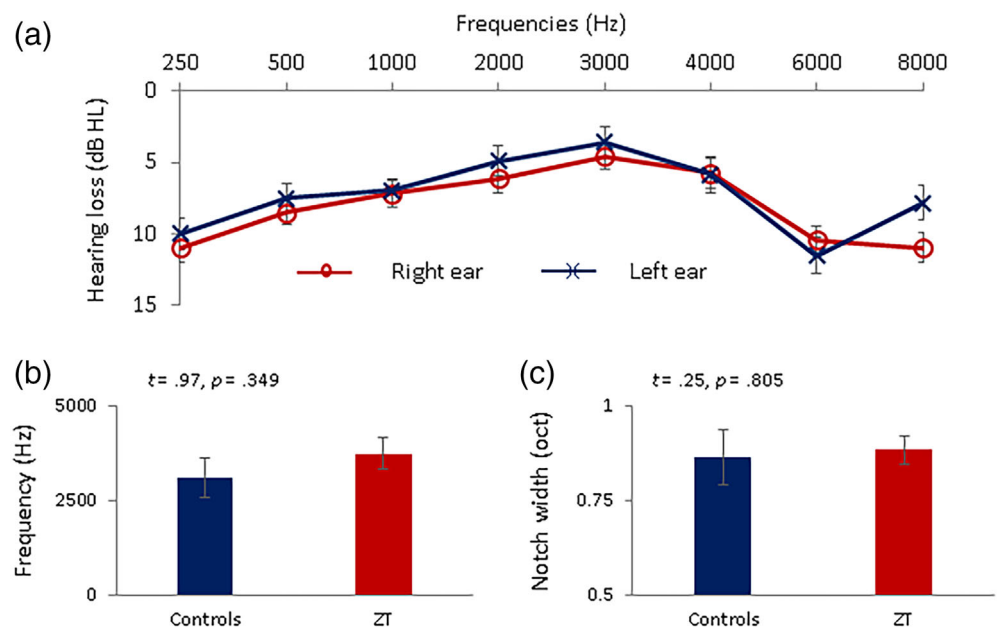 (a)
Frequencies (Hz)
250 500 1000 2000 3000 4000 6000 8000
Hearing loss (dB HL)
0
5
10
15
Right ear Left ear
(b)
t = .97, p = .349
Frequency (Hz)
5000
2500
0
Controls ZT
(c)
t = .25, p = .805
Notch width (oct)
1
0.75
0.5
Controls ZT